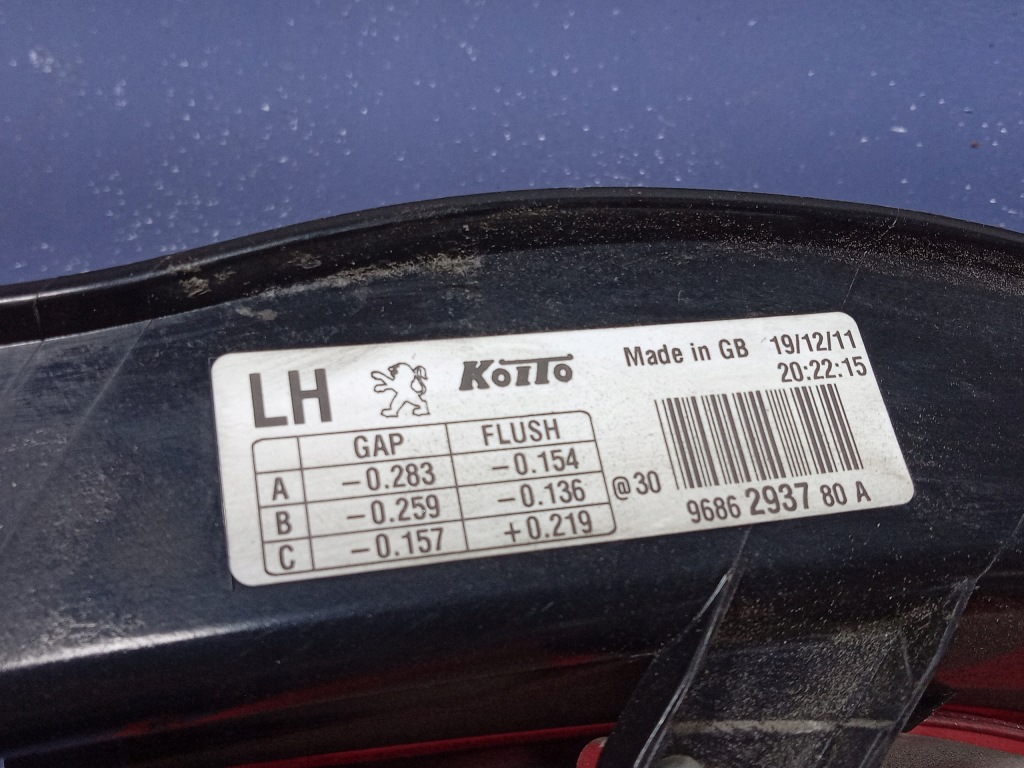 LH KOITO Made in GB 19/12/11
20:22:15
GAP FLUSH
A -0.283 -0.154
B -0.259 -0.136
C -0.157 +0.219
@30
9686 2937 80 A